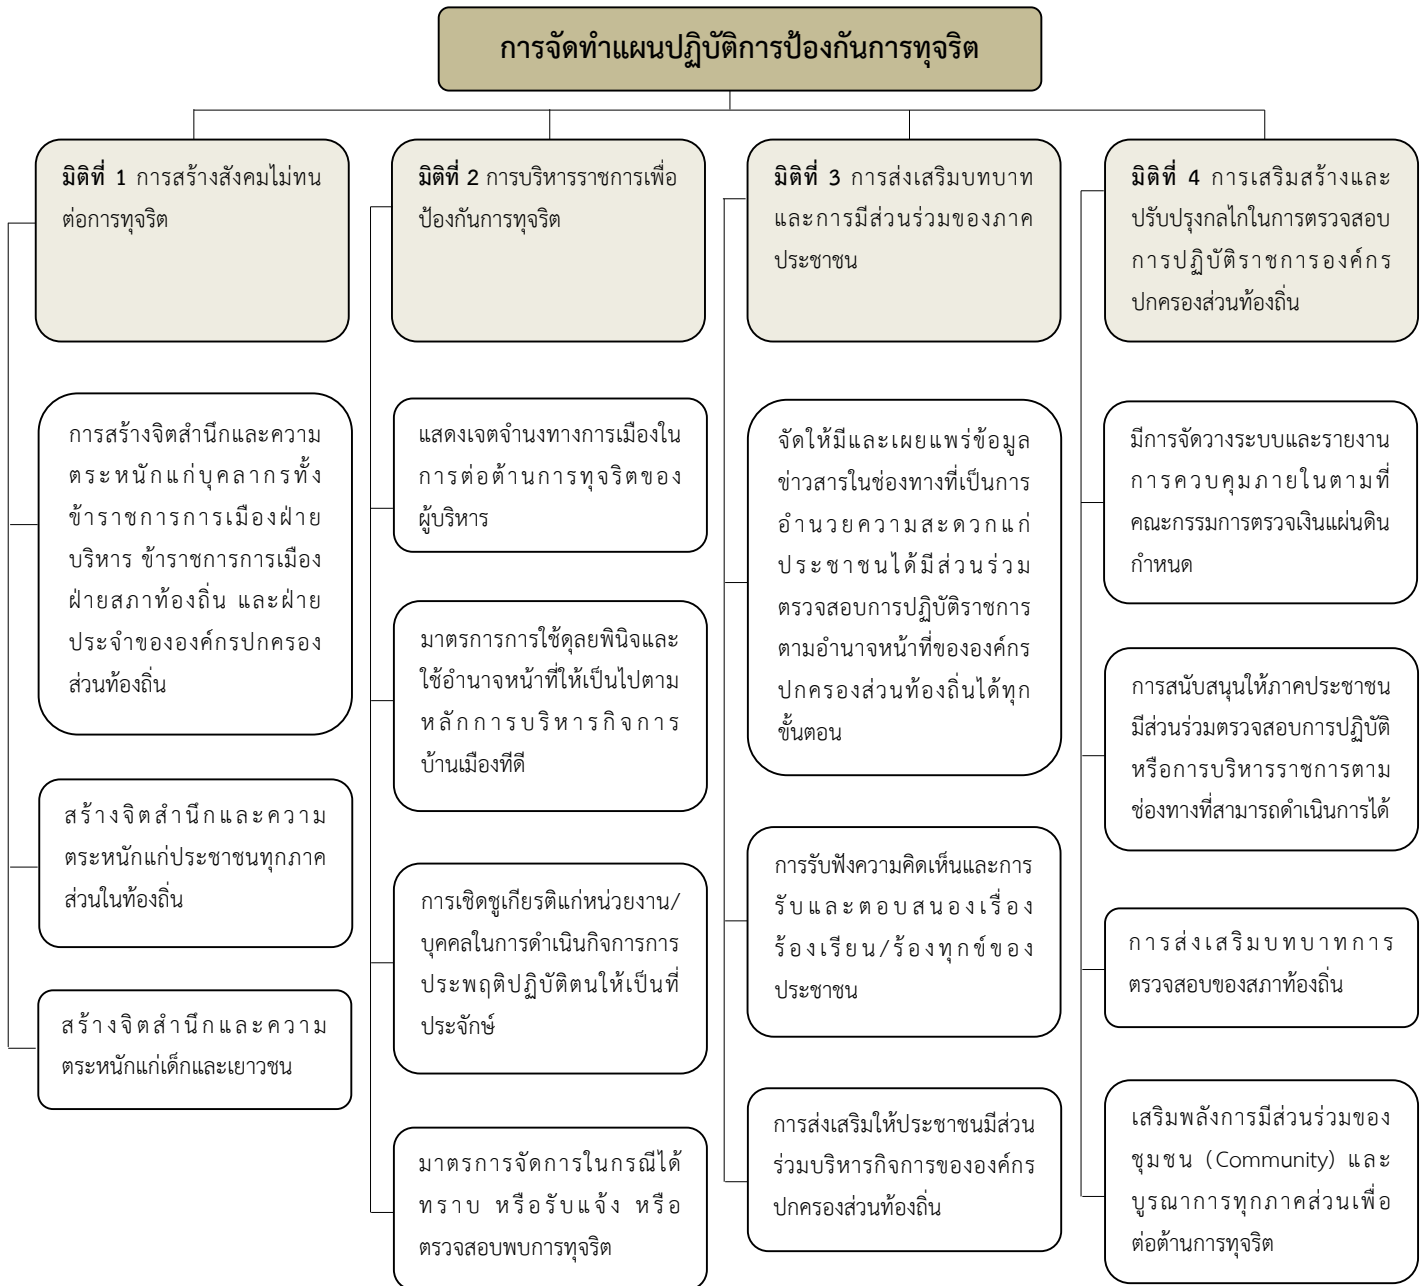 การจัดทำแผนปฏิบัติการป้องกันการทุจริต
มิติที่ 1 การสร้างสังคมไม่ทน
ต่อการทุจริต
การสร้างจิตสำนึกและความ
ตระหนักแก่บุคลากรทั้ง
ข้าราชการการเมืองฝ่าย
บริหาร ข้าราชการการเมือง
ฝ่ายสภาท้องถิ่น และฝ่าย
ประจำขององค์กรปกครอง
ส่วนท้องถิ่น
สร้างจิตสำนึกและความ
ตระหนักแก่ประชาชนทุกภาค
ส่วนในท้องถิ่น
สร้างจิตสำนึกและความ
ตระหนักแก่เด็กและเยาวชน
มิติที่ 2 การบริหารราชการเพื่อ
ป้องกันการทุจริต
แสดงเจตจำนงทางการเมืองใน
การต่อต้านการทุจริตของ
ผู้บริหาร
มาตรการการใช้ดุลยพินิจและ
ใช้อำนาจหน้าที่ให้เป็นไปตาม
หลักการบริหารกิจการ
บ้านเมืองทีดี
การเชิดชูเกียรติแก่หน่วยงาน/
บุคคลในการดำเนินกิจการการ
ประพฤติปฏิบัติตนให้เป็นที่
ประจักษ์
มาตรการจัดการในกรณีได้
ทราบ หรือรับแจ้ง หรือ
ตรวจสอบพบการทุจริต
มิติที่ 3 การส่งเสริมบทบาท
และการมีส่วนร่วมของภาค
ประชาชน
จัดให้มีและเผยแพร่ข้อมูล
ข่าวสารในช่องทางที่เป็นการ
อำนวยความสะดวกแก่
ประชาชนได้มีส่วนร่วม
ตรวจสอบการปฏิบัติราชการ
ตามอำนาจหน้าที่ขององค์กร
ปกครองส่วนท้องถิ่นได้ทุก
ขั้นตอน
การรับฟังความคิดเห็นและการ
รับและตอบสนองเรื่อง
ร้องเรียน/ร้องทุกข์ของ
ประชาชน
การส่งเสริมให้ประชาชนมีส่วน
ร่วมบริหารกิจการขององค์กร
ปกครองส่วนท้องถิ่น
มิติที่ 4 การเสริมสร้างและ
ปรับปรุงกลไกในการตรวจสอบ
การปฏิบัติราชการองค์กร
ปกครองส่วนท้องถิ่น
มีการจัดวางระบบและรายงาน
การควบคุมภายในตามที่
คณะกรรมการตรวจเงินแผ่นดิน
กำหนด
การสนับสนุนให้ภาคประชาชน
มีส่วนร่วมตรวจสอบการปฏิบัติ
หรือการบริหารราชการตาม
ช่องทางที่สามารถดำเนินการได้
การส่งเสริมบทบาทการ
ตรวจสอบของสภาท้องถิ่น
เสริมพลังการมีส่วนร่วมของ
ชุมชน (Community) และ
บูรณาการทุกภาคส่วนเพื่อ
ต่อต้านการทุจริต